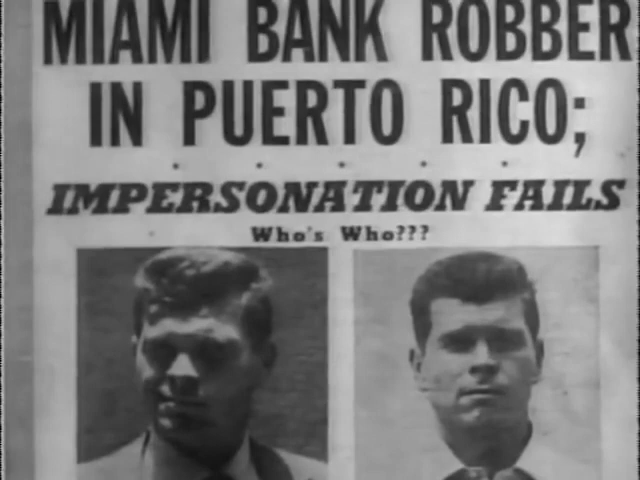 MIAMI BANK ROBBER
IN PUERTO RICO;
IMPERSONATION FAILS
Who's Who???